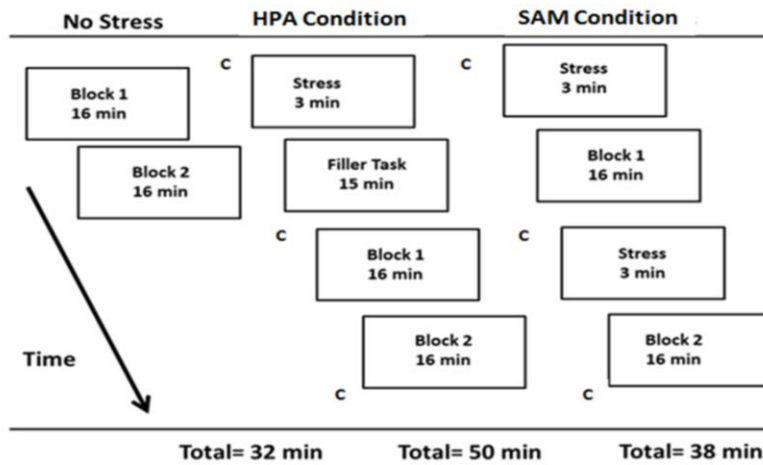 No Stress
HPA Condition
SAM Condition
Block 1
16 min
Block 2
16 min
Time
C
Stress
3 min
Filler Task
15 min
C
Block 1
16 min
Block 2
16 min
C
C
Stress
3 min
Block 1
16 min
C
Stress
3 min
Block 2
16 min
C
Total= 32 min
Total= 50 min
Total= 38 min